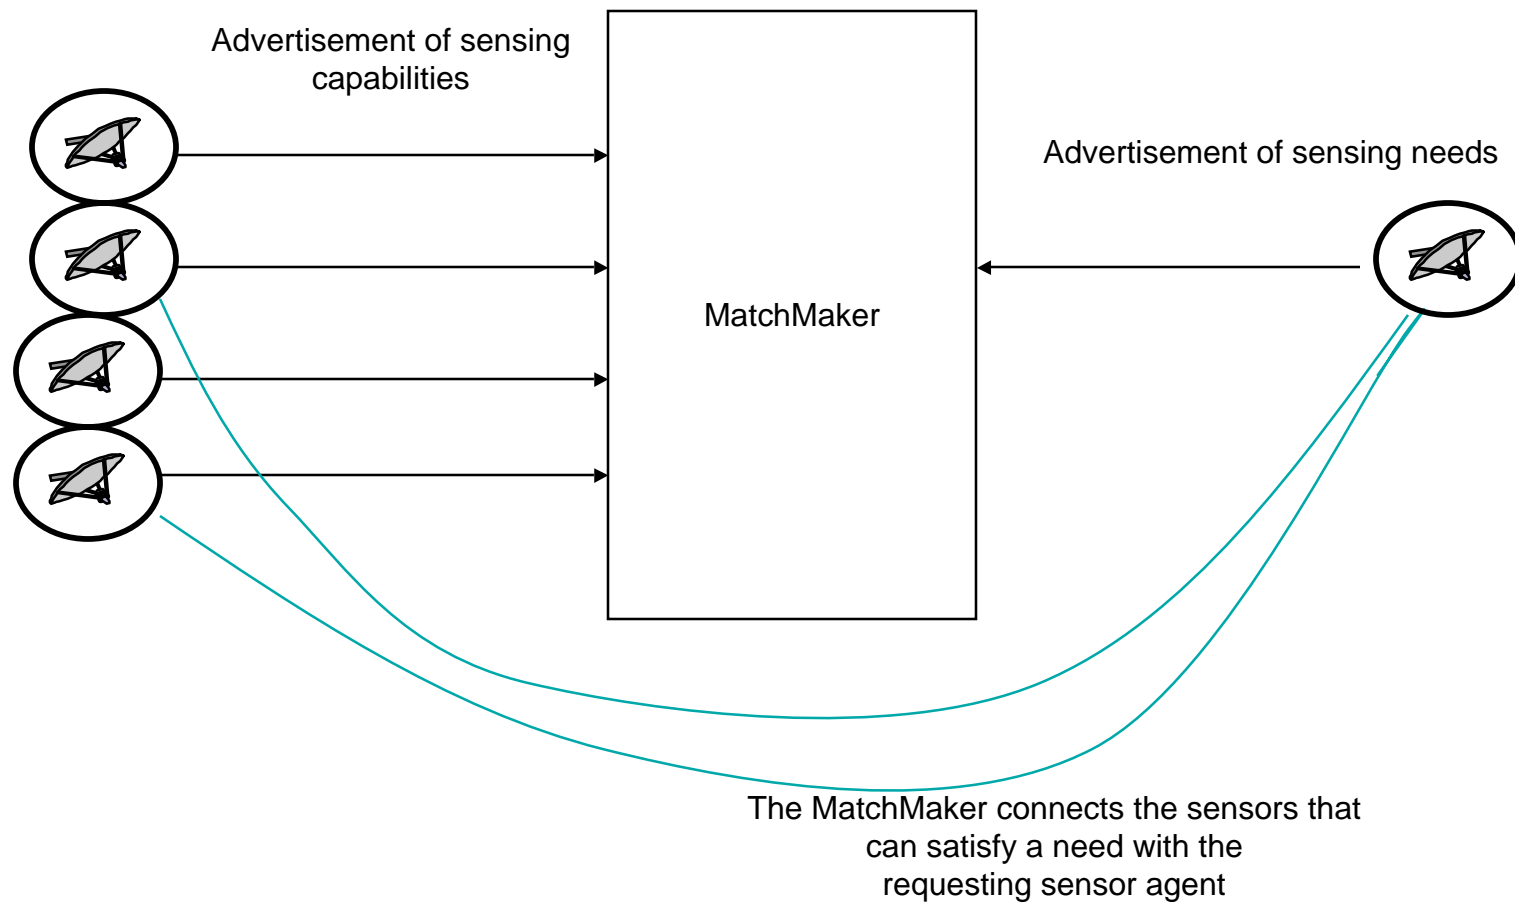 Advertisement of sensing
capabilities
Advertisement of sensing needs
MatchMaker
The MatchMaker connects the sensors that
can satisfy a need with the
requesting sensor agent